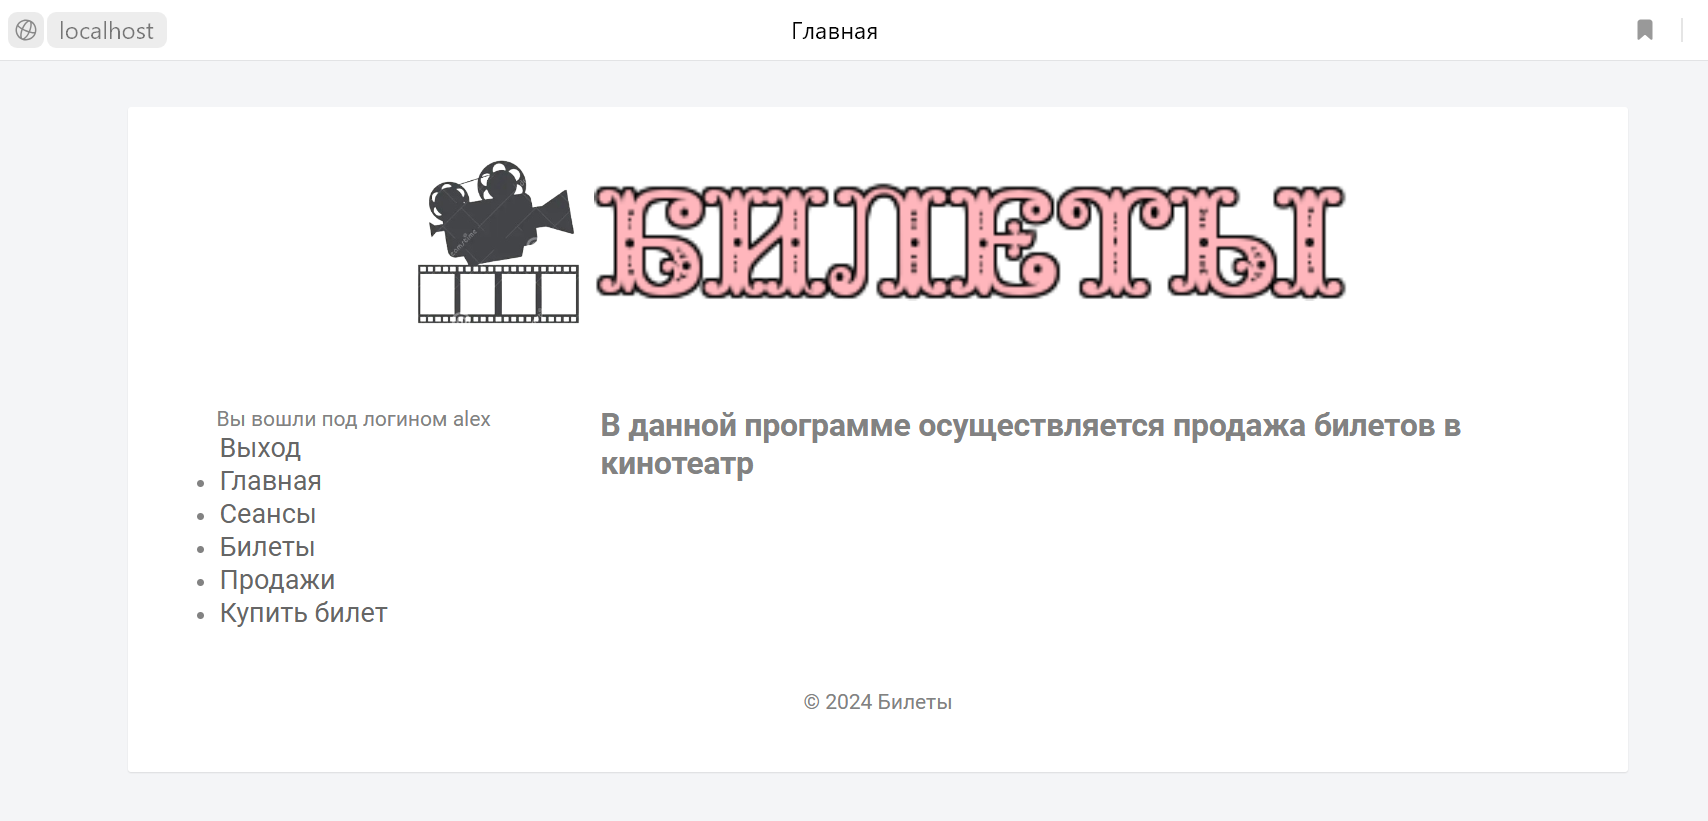 localhost
Главная
БИЛЕТЫ
Вы вошли под логином alex
Выход
Главная
Сеансы
Билеты
Продажи
Купить билет
В данной программе осуществляется продажа билетов в
кинотеатр
© 2024 Билеты